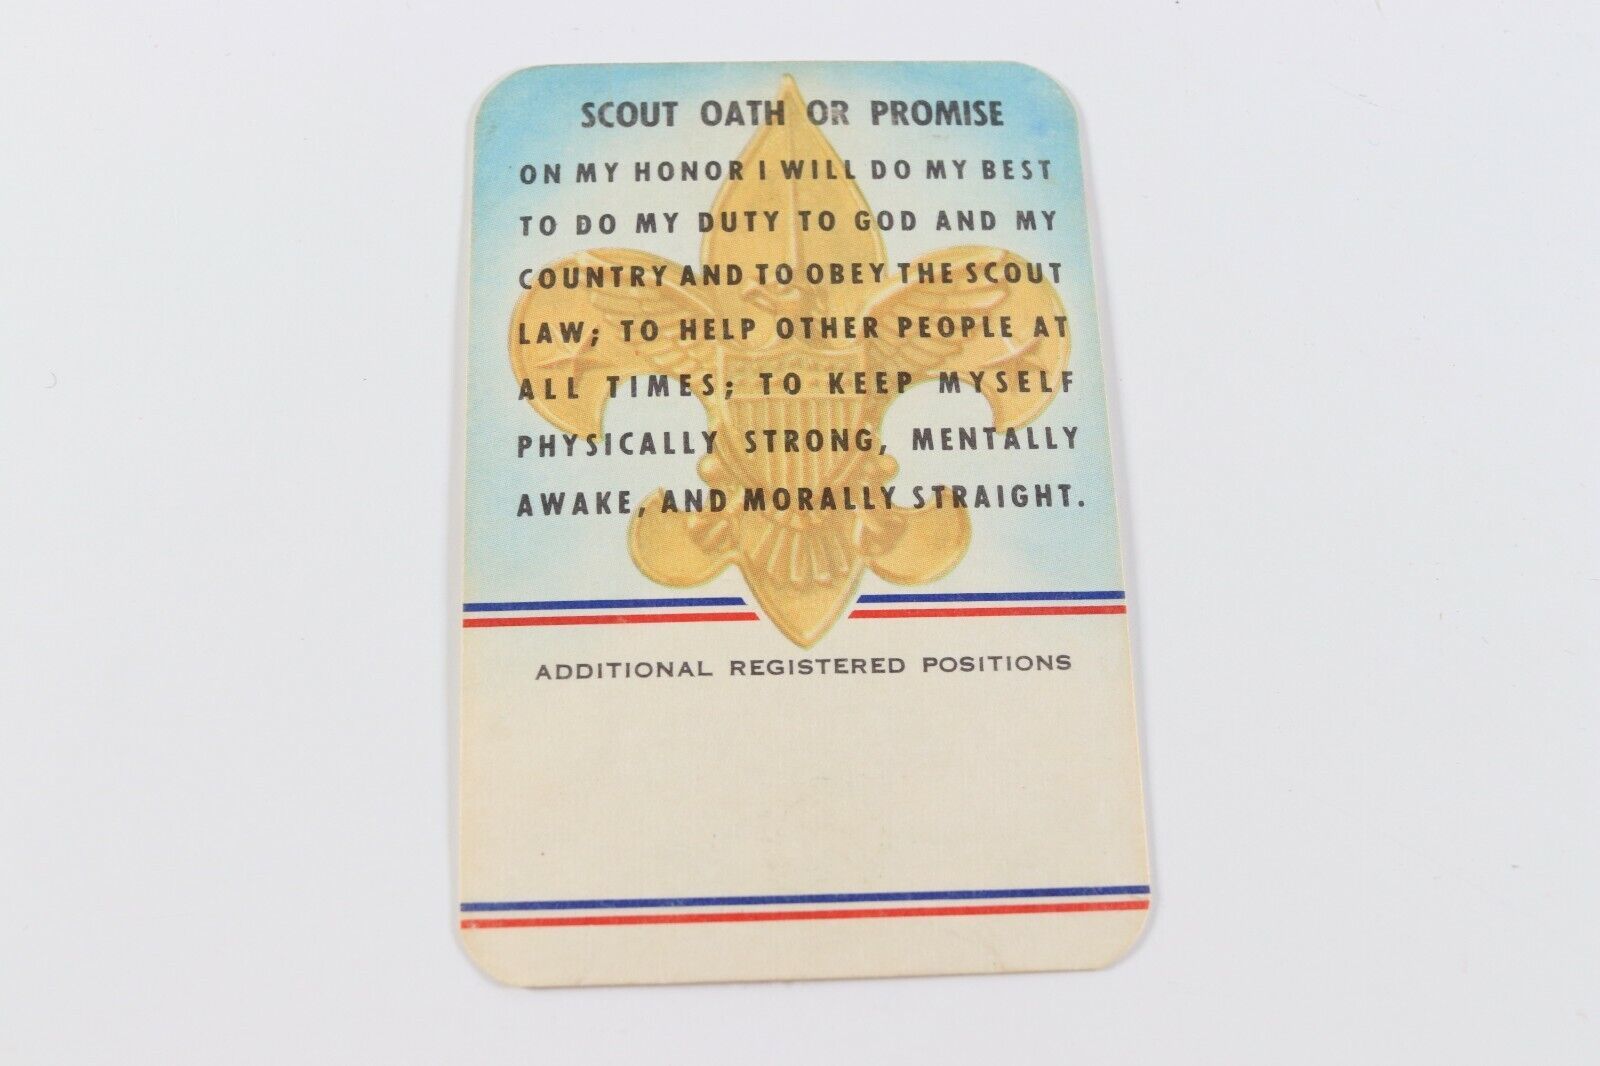 SCOUT OATH OR PROMISE
ON MY HONOR I WILL DO MY BEST
TO DO MY DUTY TO GOD AND MY
COUNTRY AND TO OBEY THE SCOUT
LAW; TO HELP OTHER PEOPLE AT
ALL TIMES; TO KEEP MYSELF
PHYSICALLY STRONG, MENTALLY
AWAKE, AND MORALLY STRAIGHT.
ADDITIONAL REGISTERED POSITIONS